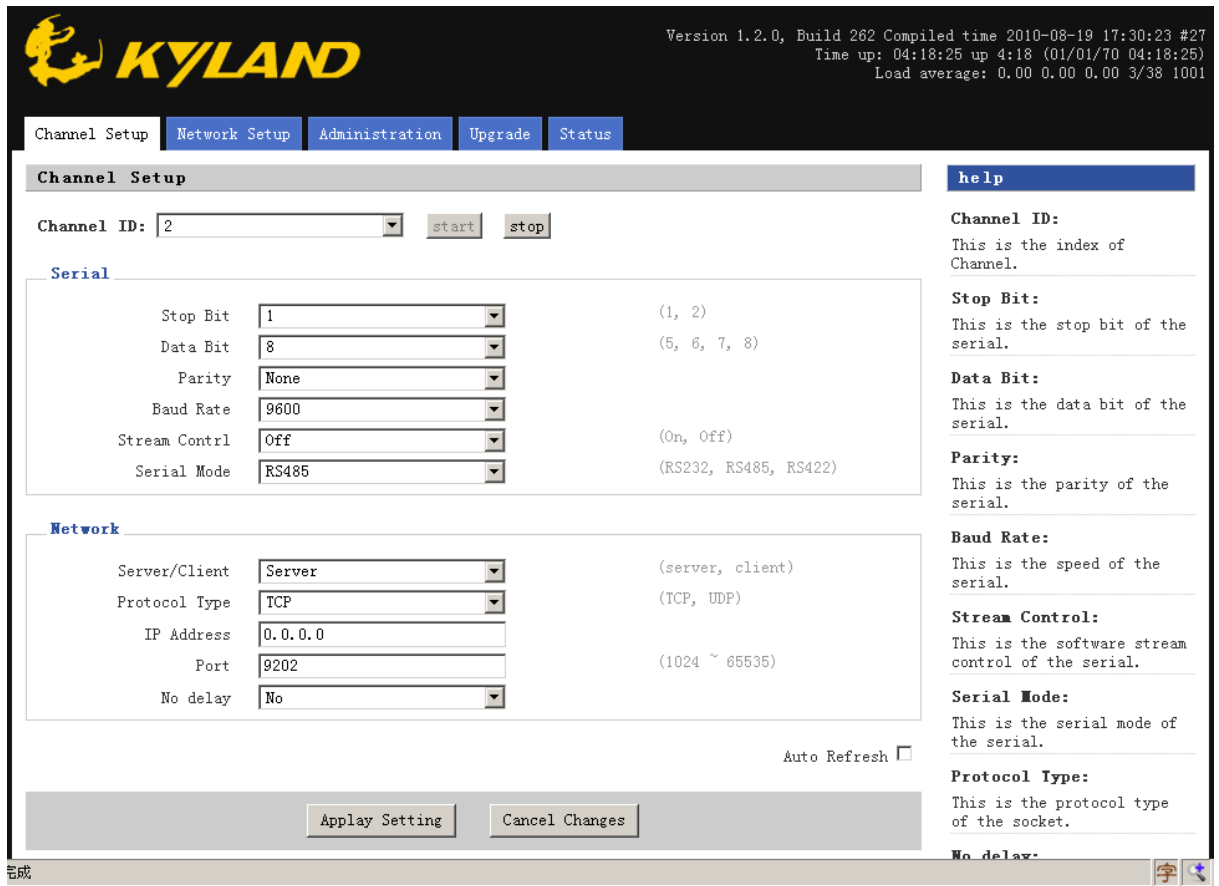 KYLAND
Version 1.2.0, Build 262 Compiled time 2010-08-19 17:30:23 #27
Time up: 04:18:25 up 4:18 (01/01/70 04:18:25)
Load average: 0.00 0.00 0.00 3/38 1001
Channel Setup Network Setup Administration Upgrade Status
Channel Setup
Channel ID: 2 start stop
Serial
Stop Bit 1 (1, 2)
Data Bit 8 (5, 6, 7, 8)
Parity None
Baud Rate 9600
Stream Contrl Off (On, Off)
Serial Mode RS485 (RS232, RS485, RS422)
Network
Server/Client Server (server, client)
Protocol Type TCP (TCP, UDP)
IP Address 0.0.0.0
Port 9202 (1024 ~ 65535)
No delay No
Auto Refresh
Applay Setting Cancel Changes
help
Channel ID:
This is the index of
Channel.
Stop Bit:
This is the stop bit of the
serial.
Data Bit:
This is the data bit of the
serial.
Parity:
This is the parity of the
serial.
Baud Rate:
This is the speed of the
serial.
Stream Control:
This is the software stream
control of the serial.
Serial Mode:
This is the serial mode of
the serial.
Protocol Type:
This is the protocol type
of the socket.
No delay:
完成
字